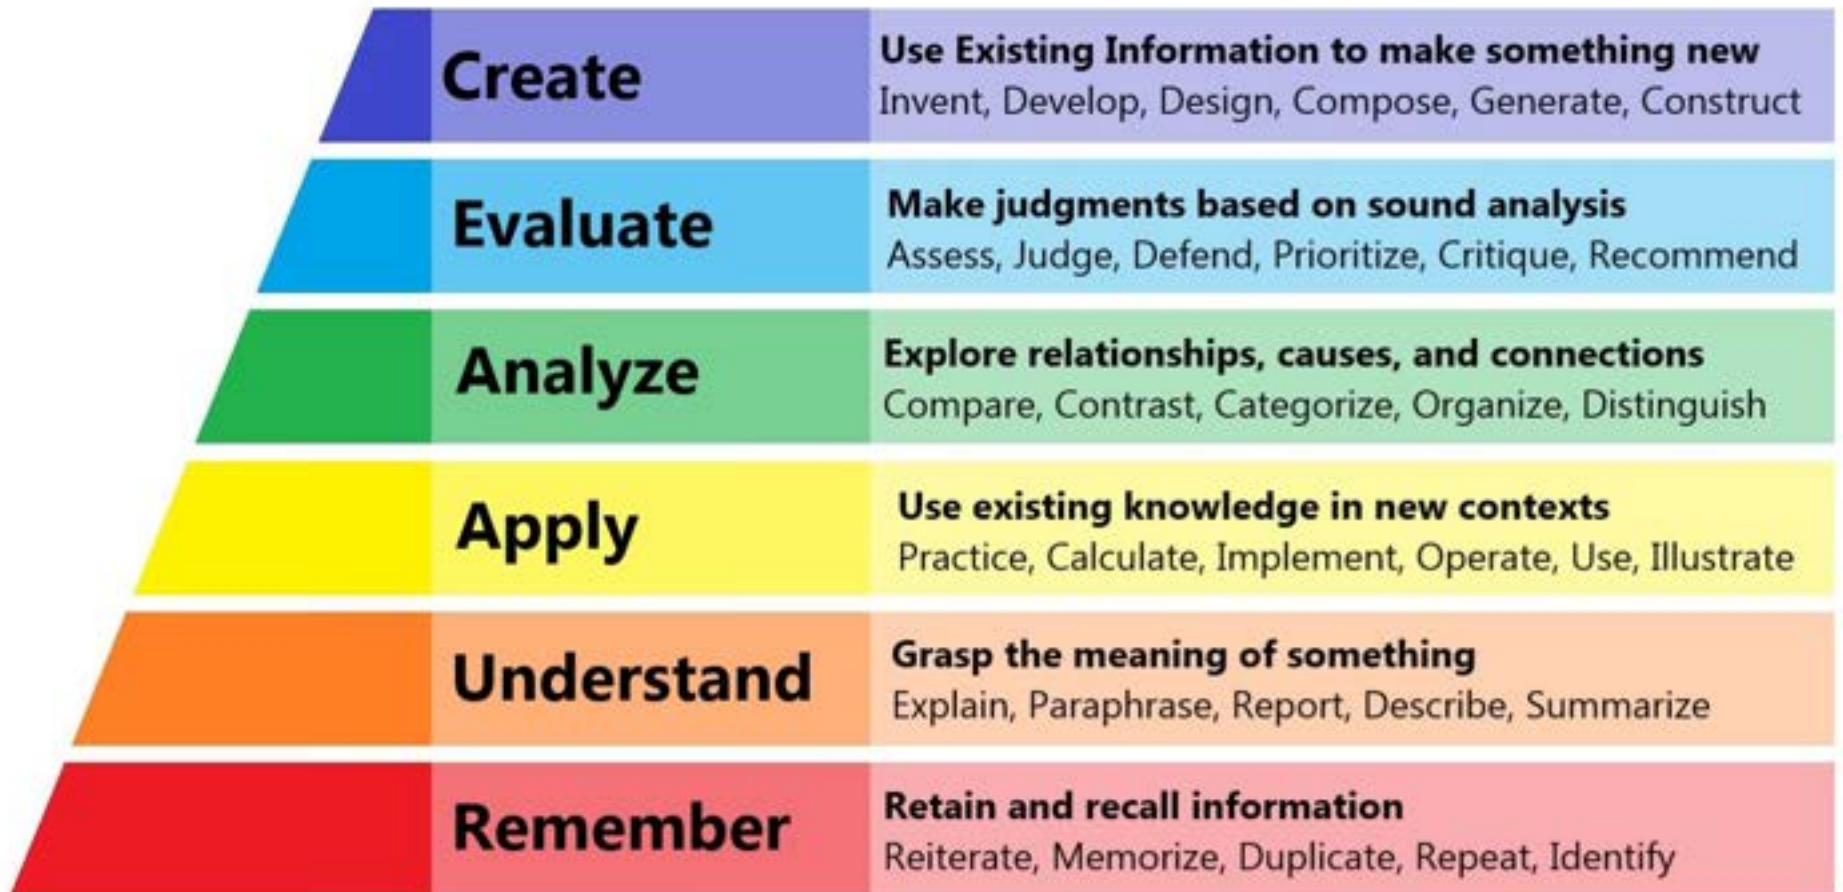 Create
Use Existing Information to make something new
Invent, Develop, Design, Compose, Generate, Construct
Evaluate
Make judgments based on sound analysis
Assess, Judge, Defend, Prioritize, Critique, Recommend
Analyze
Explore relationships, causes, and connections
Compare, Contrast, Categorize, Organize, Distinguish
Apply
Use existing knowledge in new contexts
Practice, Calculate, Implement, Operate, Use, Illustrate
Understand
Grasp the meaning of something
Explain, Paraphrase, Report, Describe, Summarize
Remember
Retain and recall information
Reiterate, Memorize, Duplicate, Repeat, Identify